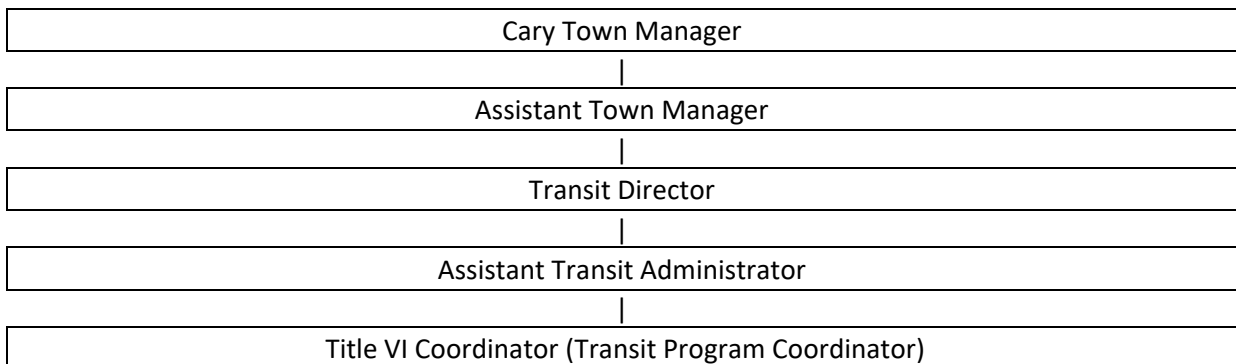 Cary Town Manager
Assistant Town Manager
Transit Director
Assistant Transit Administrator
Title VI Coordinator (Transit Program Coordinator)